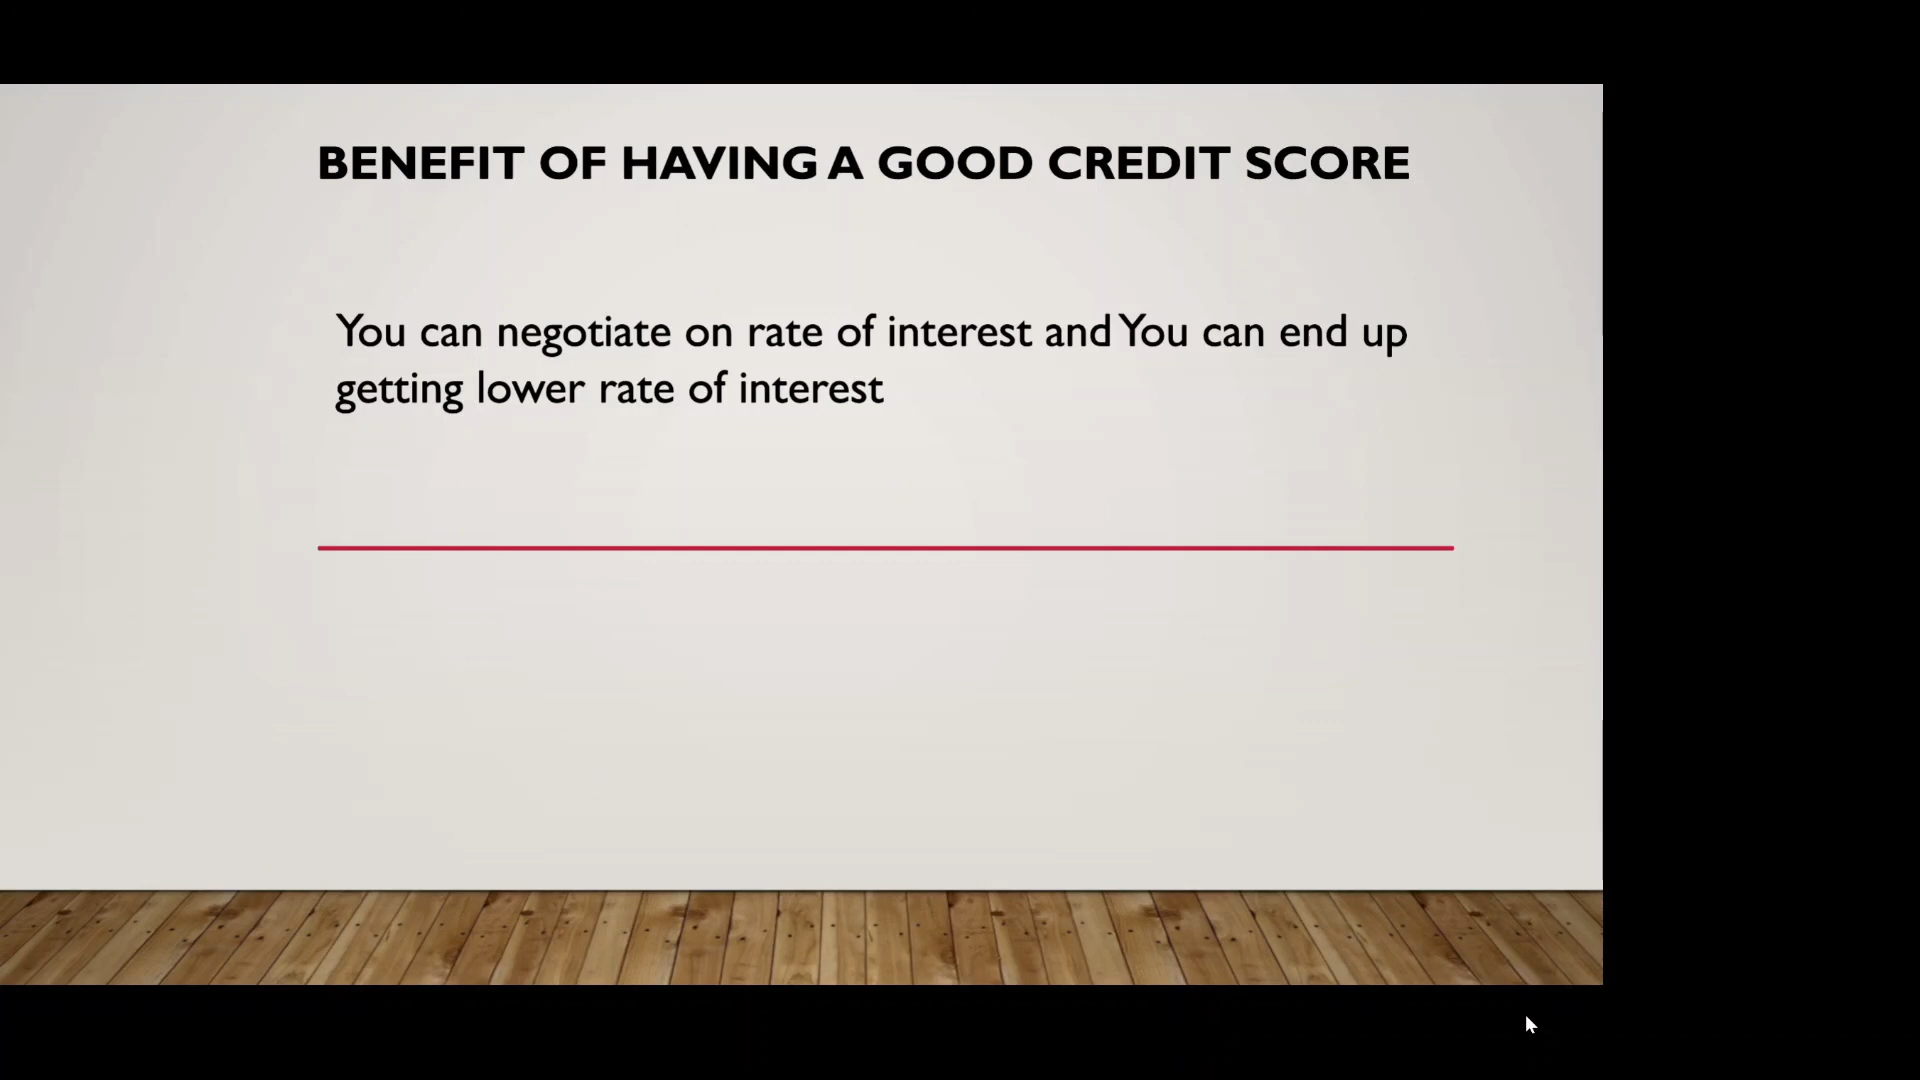 BENEFIT OF HAVING A GOOD CREDIT SCORE
You can negotiate on rate of interest and You can end up
getting lower rate of interest